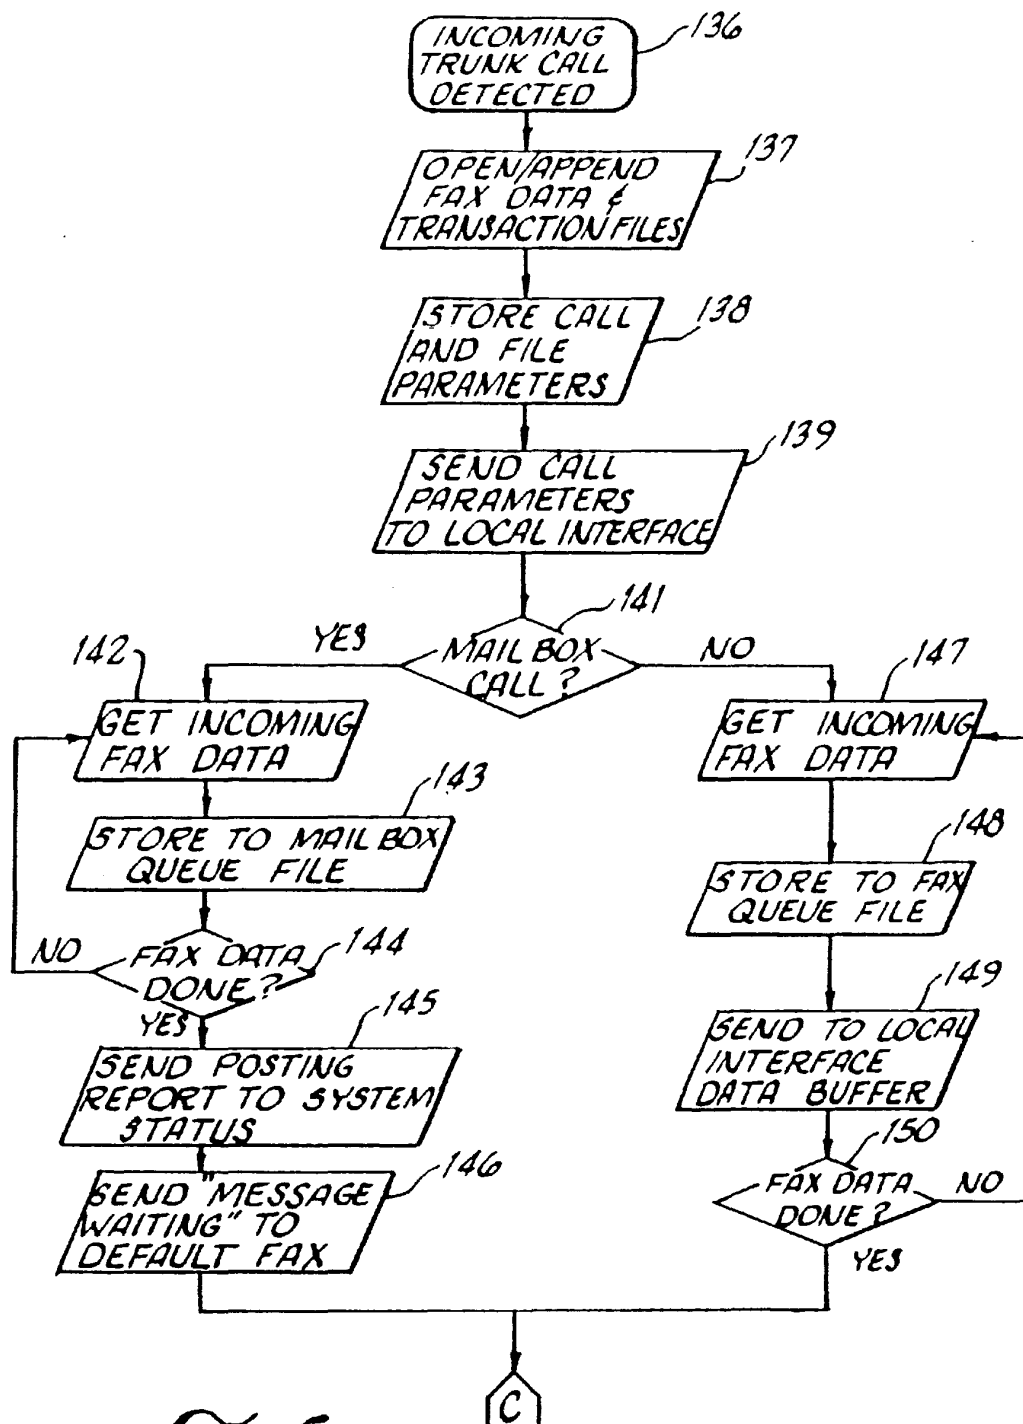 INCOMING
TRUNK CALL
DETECTED
136
OPEN/APPEND
FAX DATA &
TRANSACTION FILES
137
STORE CALL
AND FILE
PARAMETERS
138
SEND CALL
PARAMETERS
TO LOCAL INTERFACE
139
MAIL BOX
CALL?
141
YES
NO
142
GET INCOMING
FAX DATA
147
GET INCOMING
FAX DATA
143
STORE TO MAIL BOX
QUEUE FILE
148
STORE TO FAX
QUEUE FILE
NO
FAX DATA
DONE?
144
YES
149
SEND TO LOCAL
INTERFACE
DATA BUFFER
145
SEND POSTING
REPORT TO SYSTEM
STATUS
150
FAX DATA
DONE?
NO
YES
146
SEND "MESSAGE
WAITING" TO
DEFAULT FAX
C